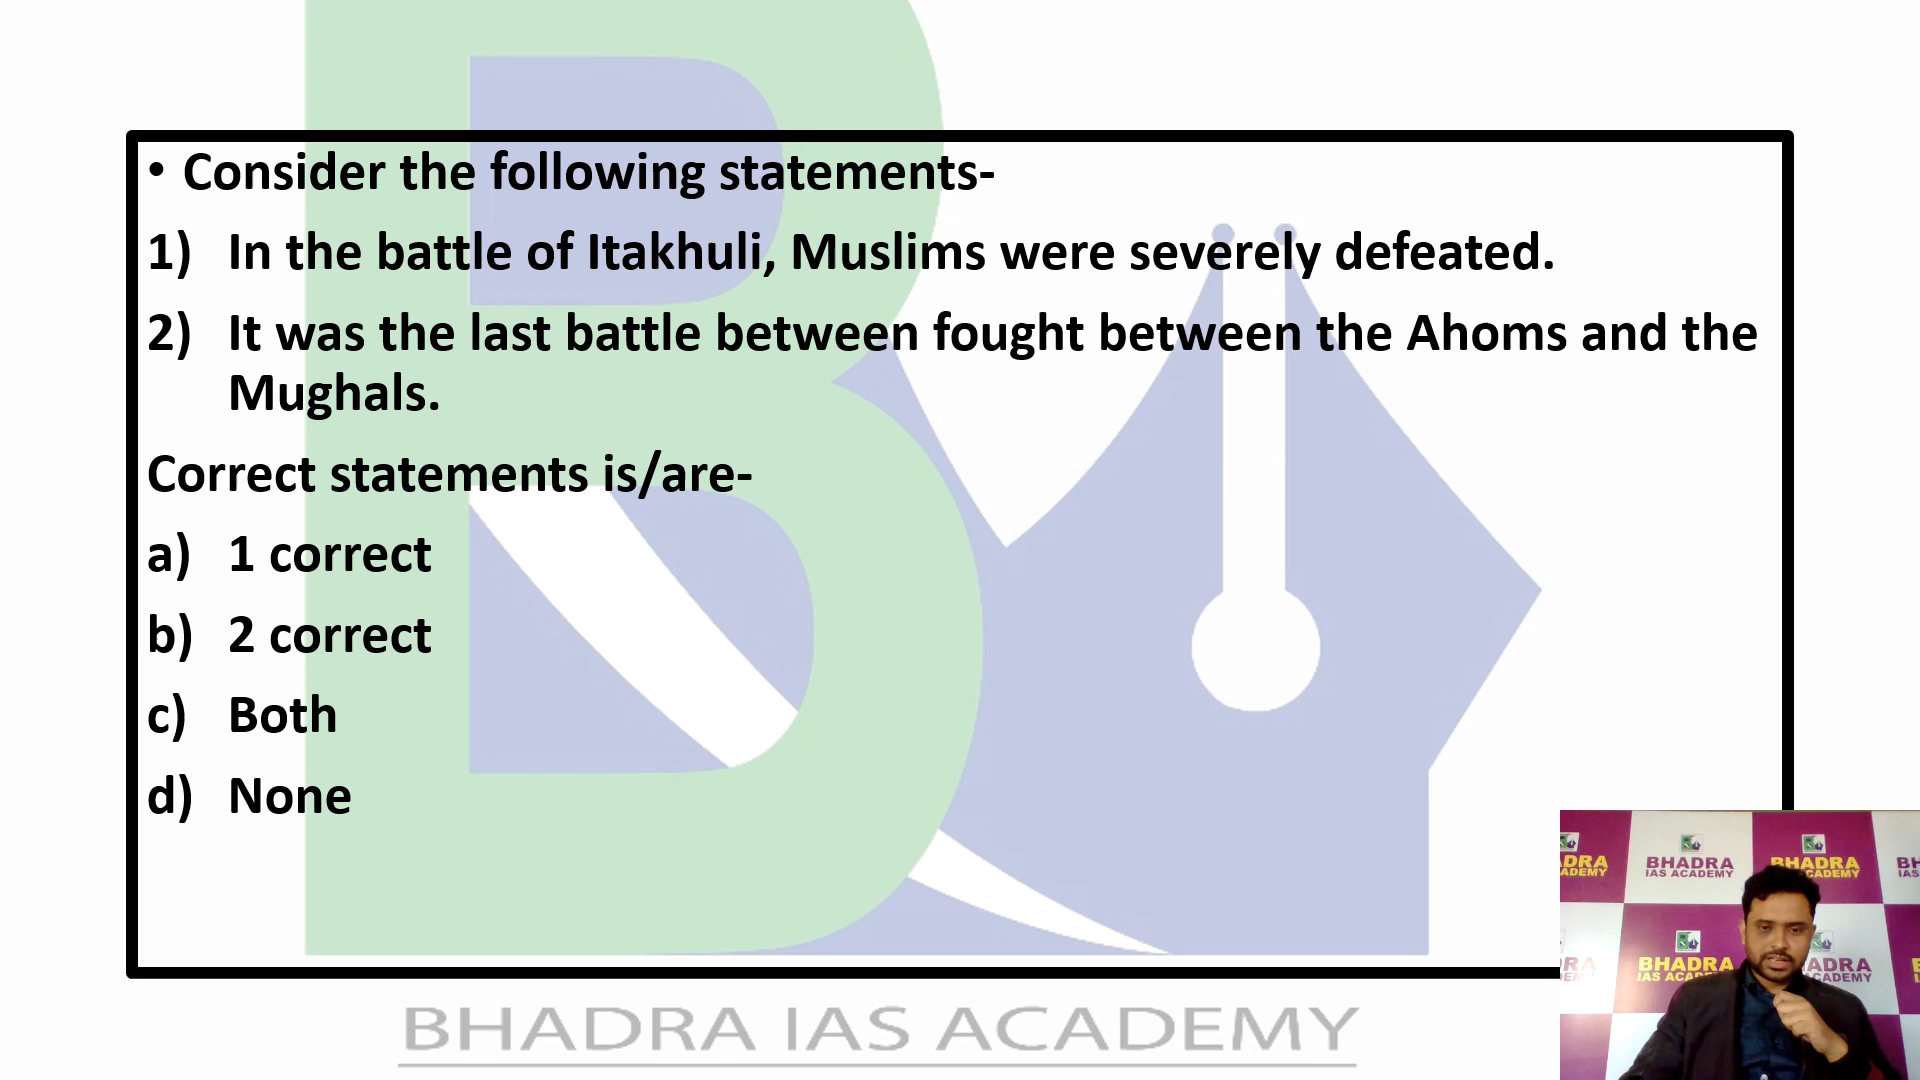 • Consider the following statements-
1) In the battle of Itakhuli, Muslims were severely defeated.
2) It was the last battle between fought between the Ahoms and the
Mughals.
Correct statements is/are-
a) 1 correct
b) 2 correct
c) Both
d) None
BHADRA IAS ACADEMY
BHADRA
IAS ACADEMY
BHADRA
BHADRA